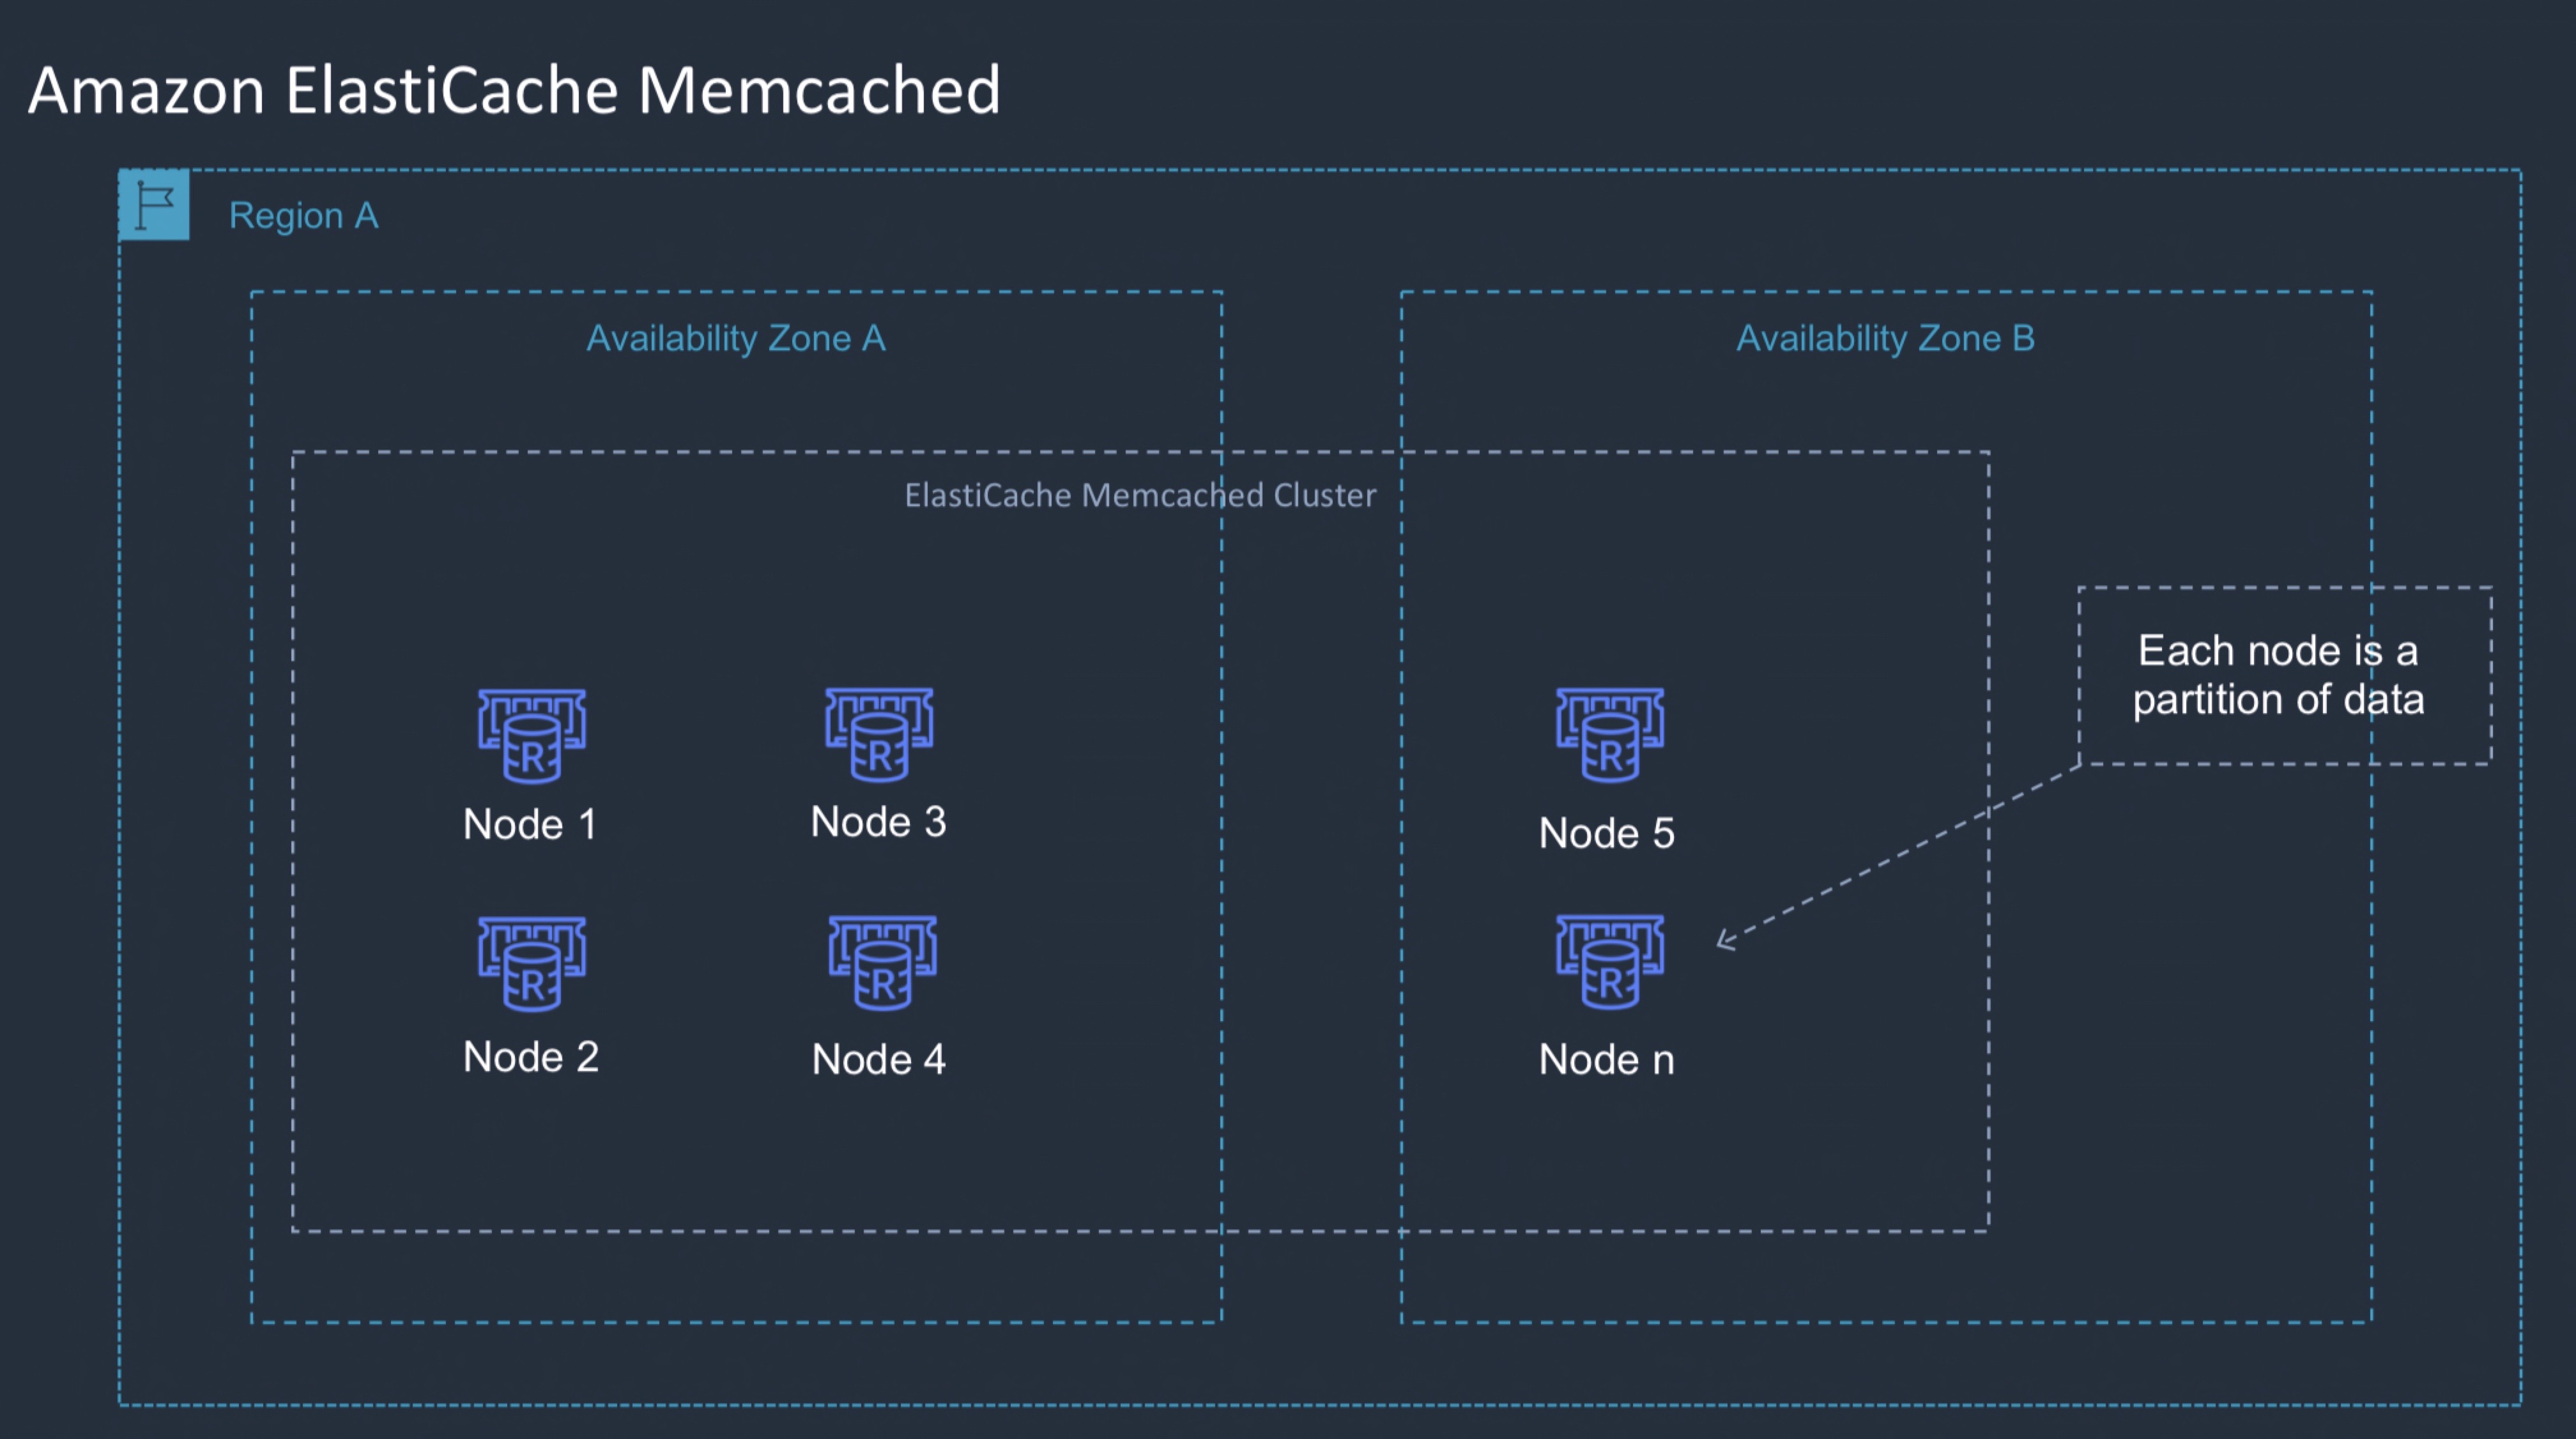 Amazon ElastiCache Memcached
Region A
Availability Zone A
Availability Zone B
ElastiCache Memcached Cluster
Each node is a
partition of data
R
Node 1
R
Node 3
R
Node 5
R
Node 2
R
Node 4
R
Node n